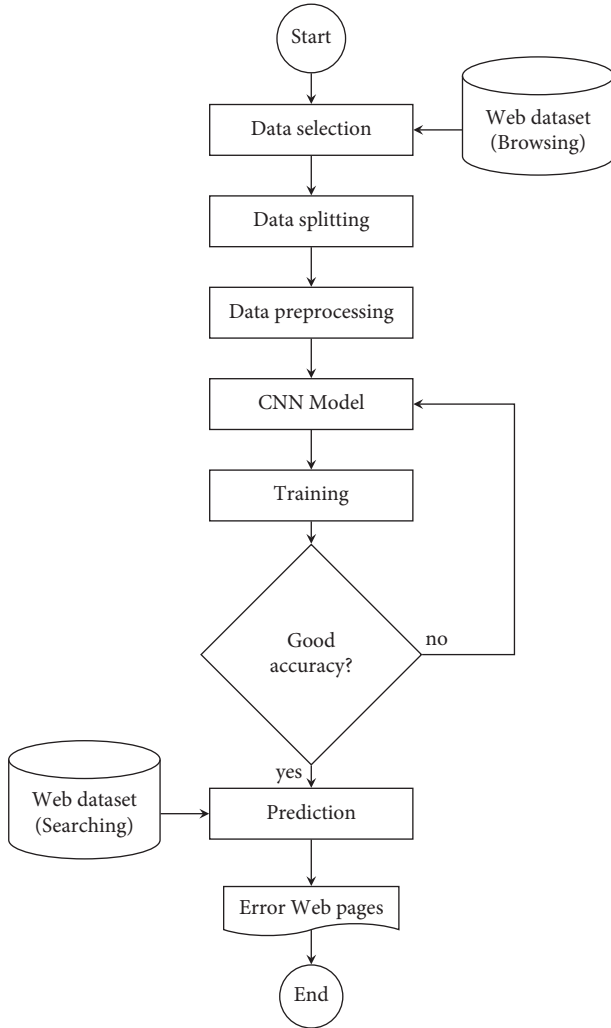 Start
Data selection
Web dataset
(Browsing)
Data splitting
Data preprocessing
CNN Model
Training
Good
accuracy?
no
yes
Web dataset
(Searching)
Prediction
Error Web pages
End